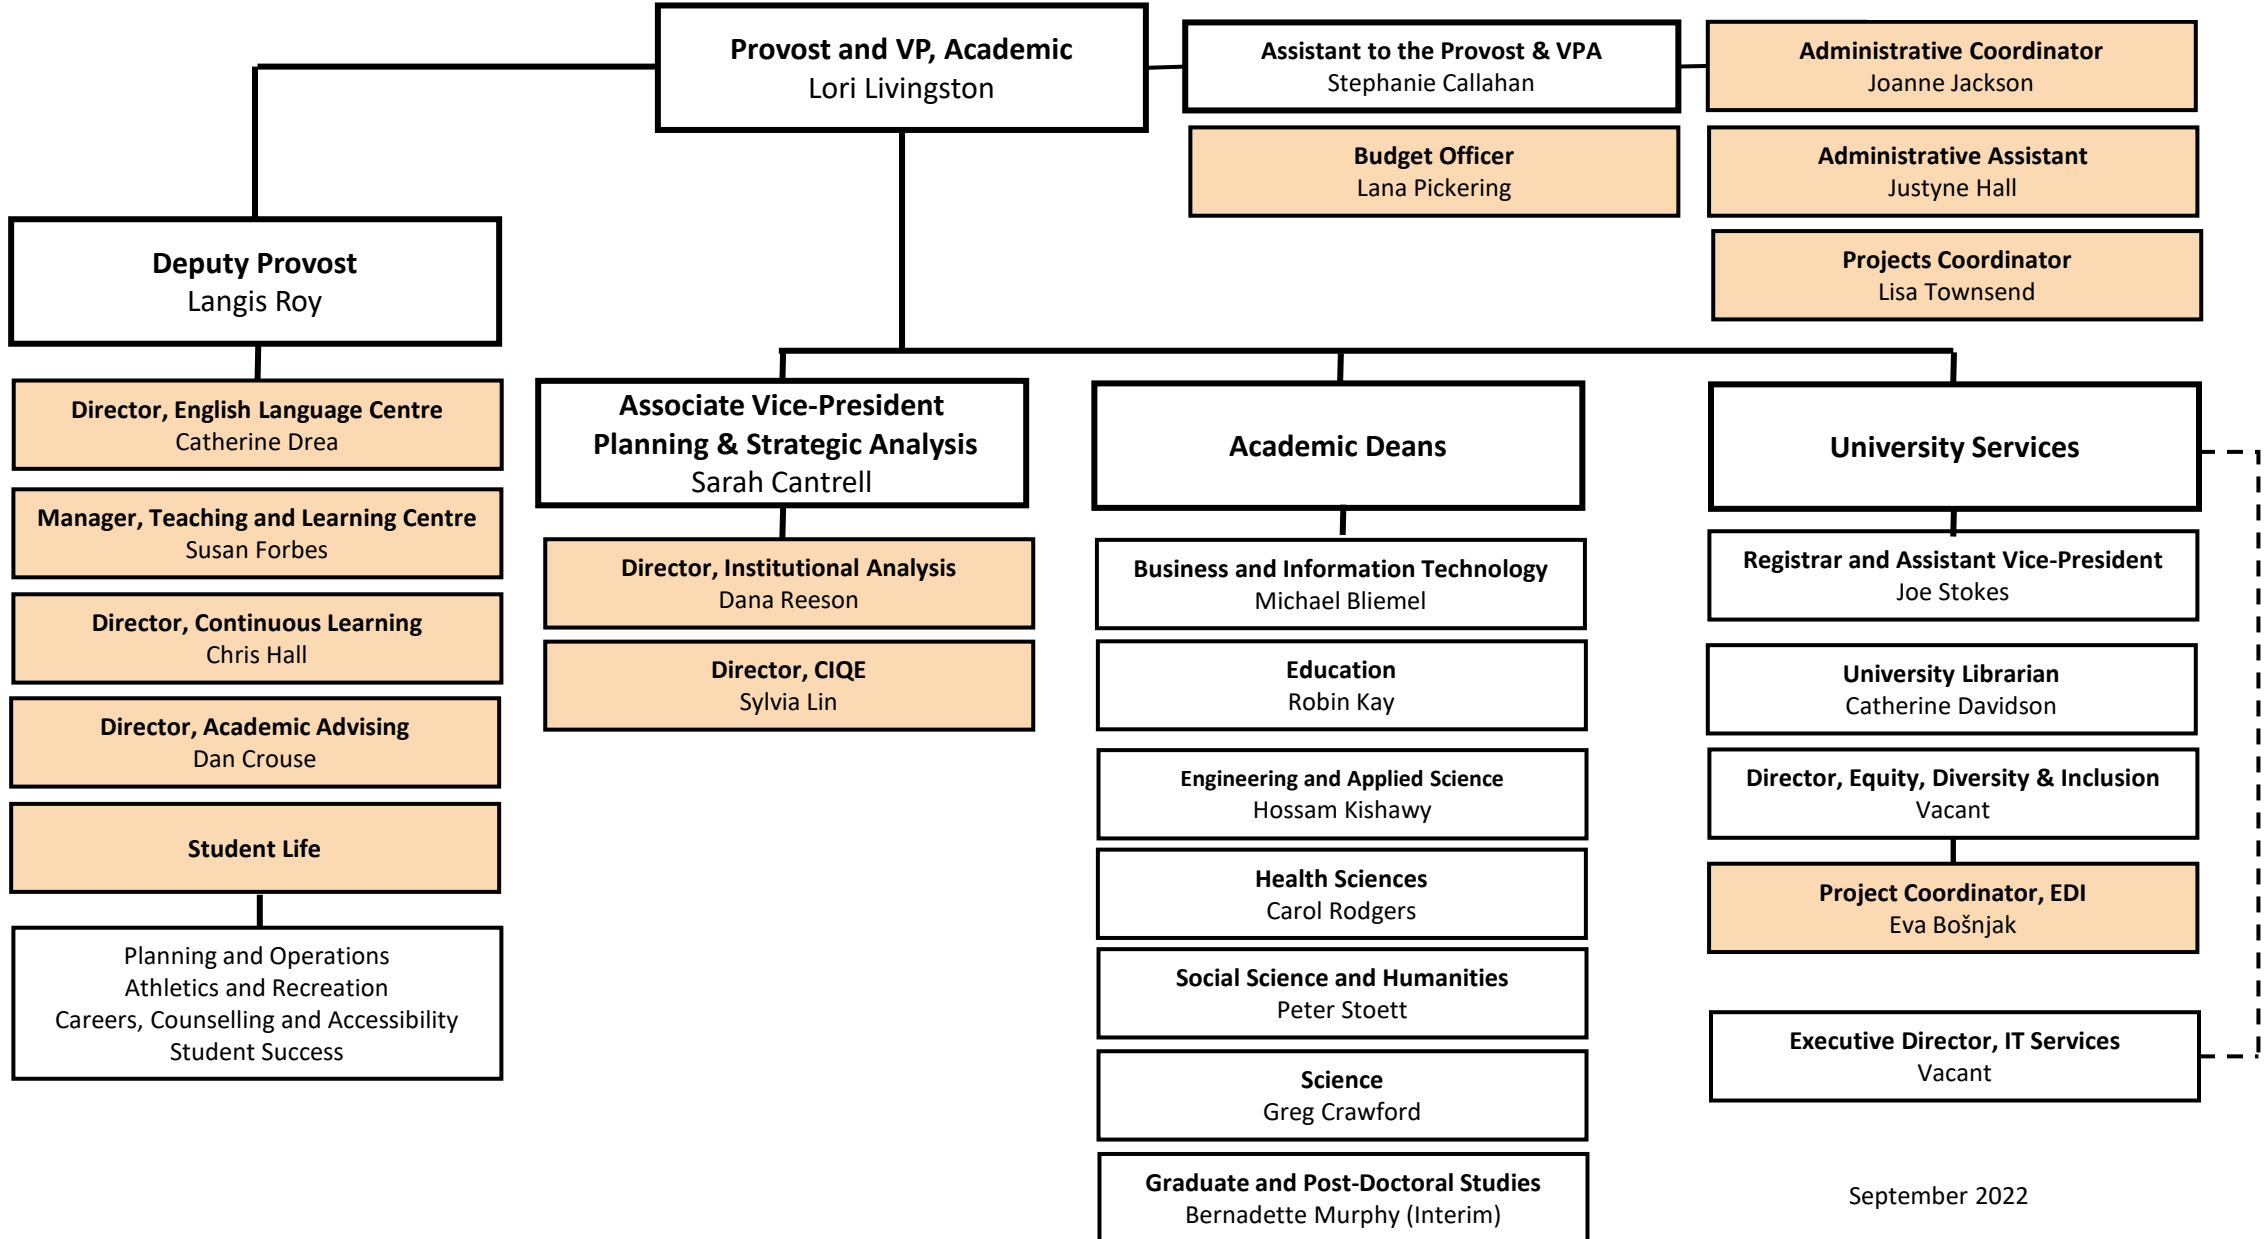 Provost and VP, Academic
Lori Livingston
Assistant to the Provost & VPA
Stephanie Callahan
Administrative Coordinator
Joanne Jackson
Budget Officer
Lana Pickering
Administrative Assistant
Justyne Hall
Projects Coordinator
Lisa Townsend
Deputy Provost
Langis Roy
Director, English Language Centre
Catherine Drea
Manager, Teaching and Learning Centre
Susan Forbes
Director, Continuous Learning
Chris Hall
Director, Academic Advising
Dan Crouse
Student Life
Planning and Operations
Athletics and Recreation
Careers, Counselling and Accessibility
Student Success
Associate Vice-President
Planning & Strategic Analysis
Sarah Cantrell
Director, Institutional Analysis
Dana Reeson
Director, CIQE
Sylvia Lin
Academic Deans
Business and Information Technology
Michael Bliemel
Education
Robin Kay
Engineering and Applied Science
Hossam Kishawy
Health Sciences
Carol Rodgers
Social Science and Humanities
Peter Stoett
Science
Greg Crawford
Graduate and Post-Doctoral Studies
Bernadette Murphy (Interim)
University Services
Registrar and Assistant Vice-President
Joe Stokes
University Librarian
Catherine Davidson
Director, Equity, Diversity & Inclusion
Vacant
Project Coordinator, EDI
Eva Bošnjak
Executive Director, IT Services
Vacant
September 2022